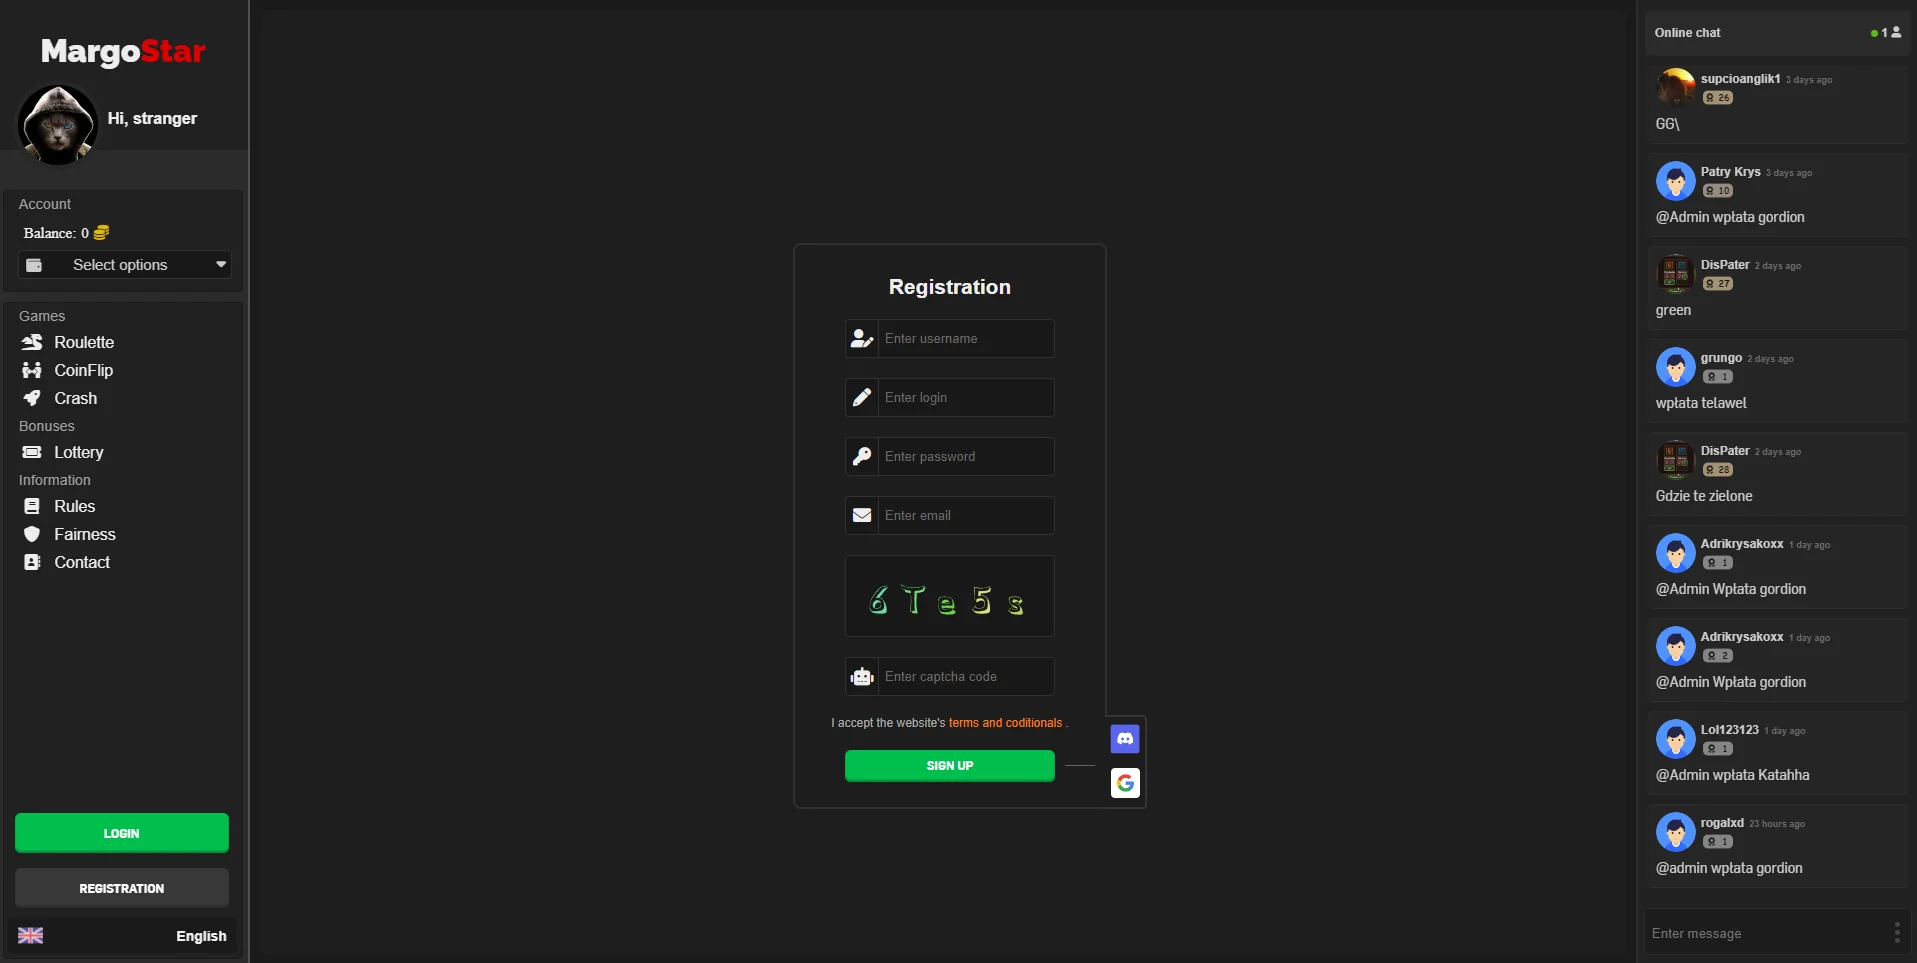 MargoStar
Hi, stranger
Account
Balance: 0
Select options
Games
Roulette
CoinFlip
Crash
Bonuses
Lottery
Information
Rules
Fairness
Contact
LOGIN
REGISTRATION
English
Registration
Enter username
Enter login
Enter password
Enter email
6 T e 5 s
Enter captcha code
I accept the website's terms and coditionals .
SIGN UP
Online chat
1
supcioanglik1 3 days ago
26
GG\
Patry Krys 3 days ago
10
@Admin wpłata gordion
DisPater 2 days ago
27
green
grungo 2 days ago
1
wpłata telawel
DisPater 2 days ago
28
Gdzie te zielone
Adrikrysakoxx 1 day ago
1
@Admin Wpłata gordion
Adrikrysakoxx 1 day ago
2
@Admin Wpłata gordion
Lol123123 1 day ago
1
@Admin wpłata Katahha
rogalxd 23 hours ago
1
@admin wpłata gordion
Enter message